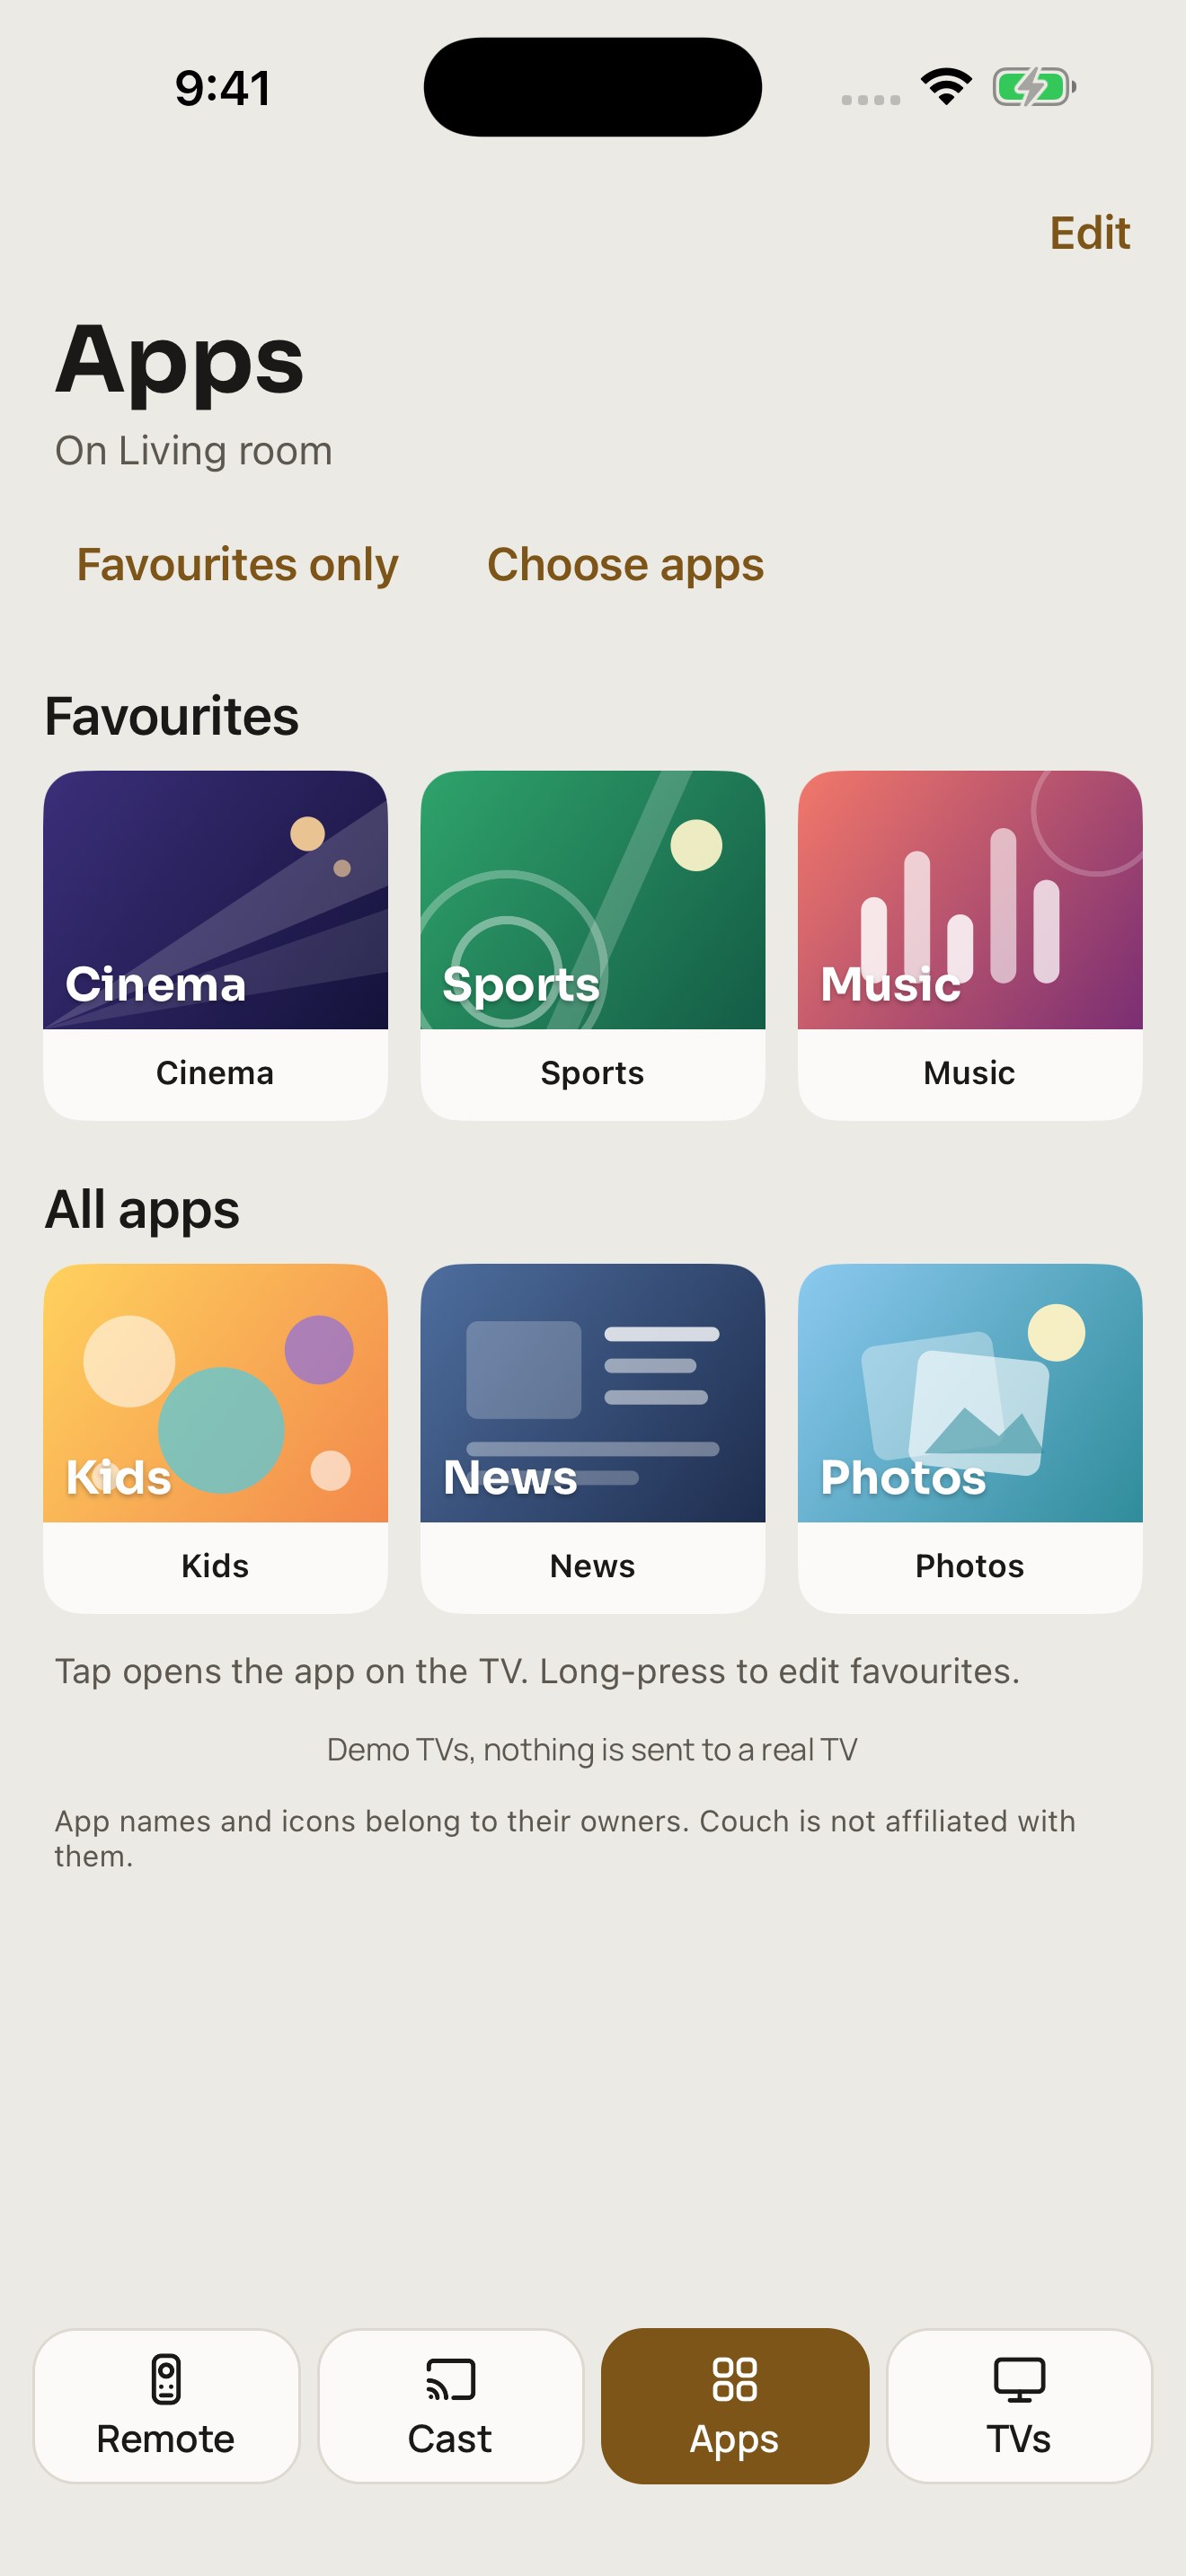 9:41
Edit
Apps
On Living room
Favourites only
Choose apps
Favourites
Cinema
Sports
Music
Cinema
Sports
Music
All apps
Kids
News
Photos
Kids
News
Photos
Tap opens the app on the TV. Long-press to edit favourites.
Demo TVs, nothing is sent to a real TV
App names and icons belong to their owners. Couch is not affiliated with
them.
Remote
Cast
Apps
TVs